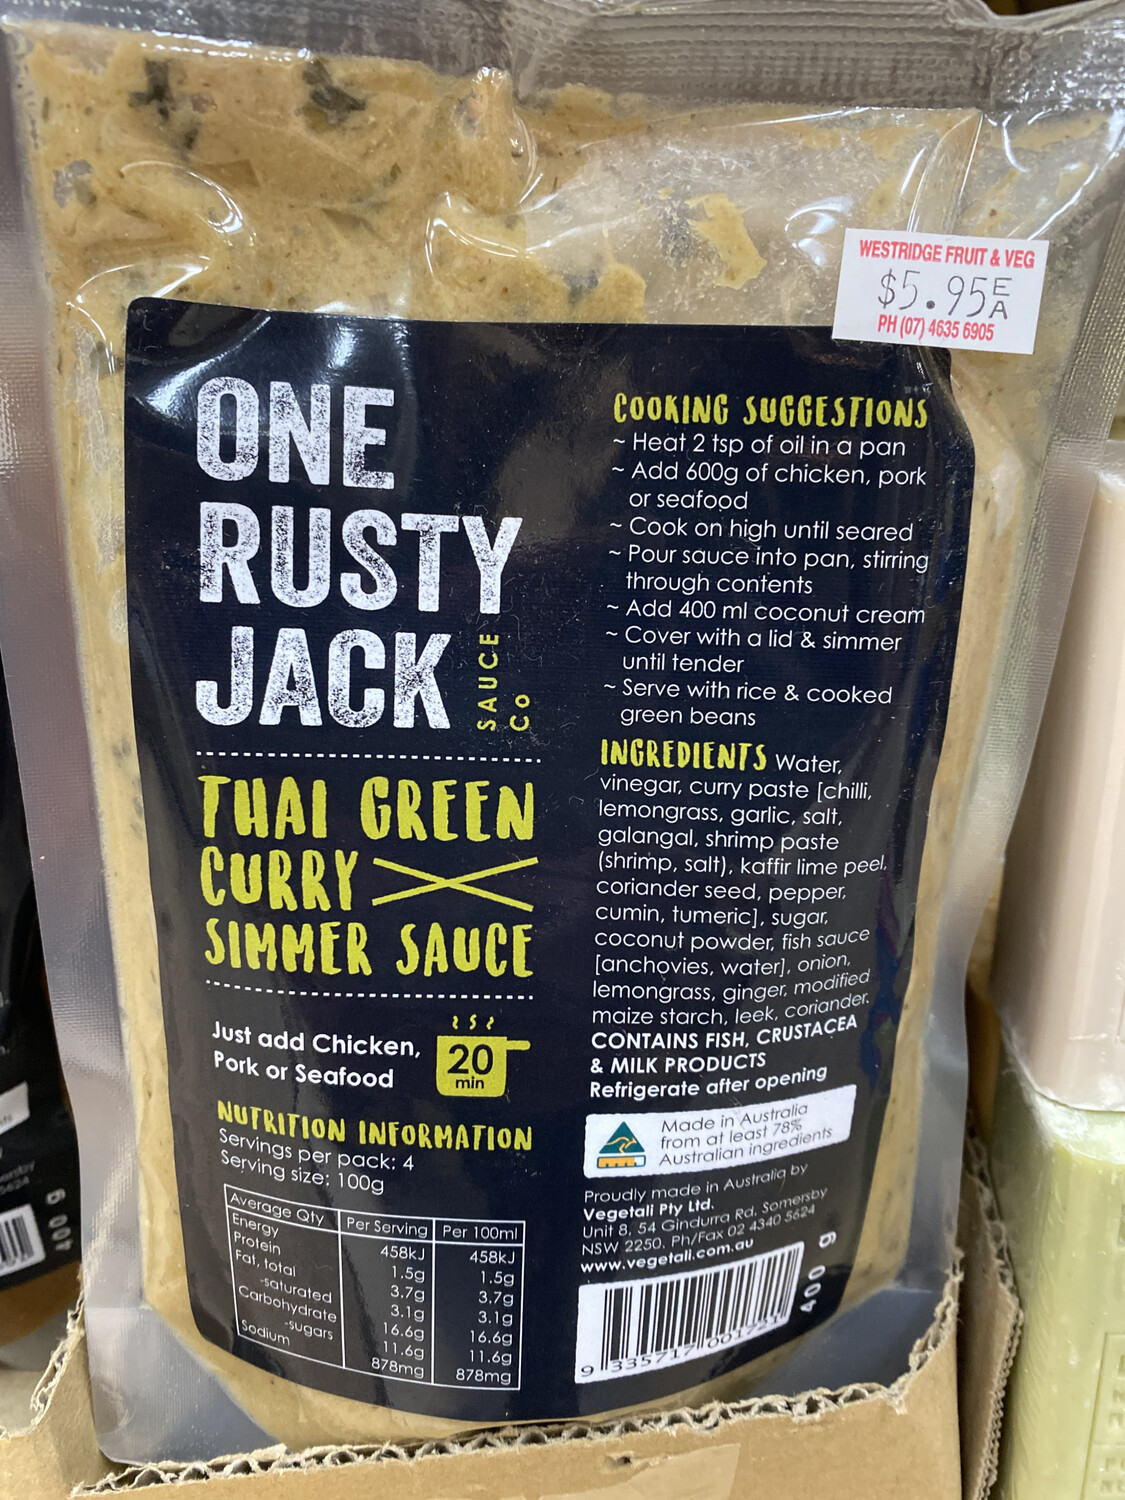 WESTRIDGE FRUIT & VEG
$5.95 EA
PH (07) 4635 6905
ONE
RUSTY
JACK
SAUCE
Co
THAI GREEN
CURRY
SIMMER SAUCE
Just add Chicken,
Pork or Seafood
20
min
NUTRITION INFORMATION
Servings per pack: 4
Serving size: 100g
Average Qty Per Serving Per 100ml
Energy 458kJ 458kJ
Protein 1.5g 1.5g
Fat, total 3.7g 3.7g
-saturated 3.1g 3.1g
Carbohydrate 16.6g 16.6g
-sugars 11.6g 11.6g
Sodium 878mg 878mg
COOKING SUGGESTIONS
~ Heat 2 tsp of oil in a pan
~ Add 600g of chicken, pork
or seafood
~ Cook on high until seared
~ Pour sauce into pan, stirring
through contents
~ Add 400 ml coconut cream
~ Cover with a lid & simmer
until tender
~ Serve with rice & cooked
green beans
INGREDIENTS Water,
vinegar, curry paste [chilli,
lemongrass, garlic, salt,
galangal, shrimp paste
(shrimp, salt), kaffir lime peel,
coriander seed, pepper,
cumin, tumeric], sugar,
coconut powder, fish sauce
[anchovies, water], onion,
lemongrass, ginger, modified
maize starch, leek, coriander.
CONTAINS FISH, CRUSTACEA
& MILK PRODUCTS
Refrigerate after opening
Made in Australia
from at least 78%
Australian ingredients
Proudly made in Australia by
Vegetali Pty Ltd.
Unit 8, 54 Gindurra Rd, Somersby
NSW 2250. Ph/Fax 02 4340 5624
www.vegetali.com.au
400 g
9 335717 001721
400 g